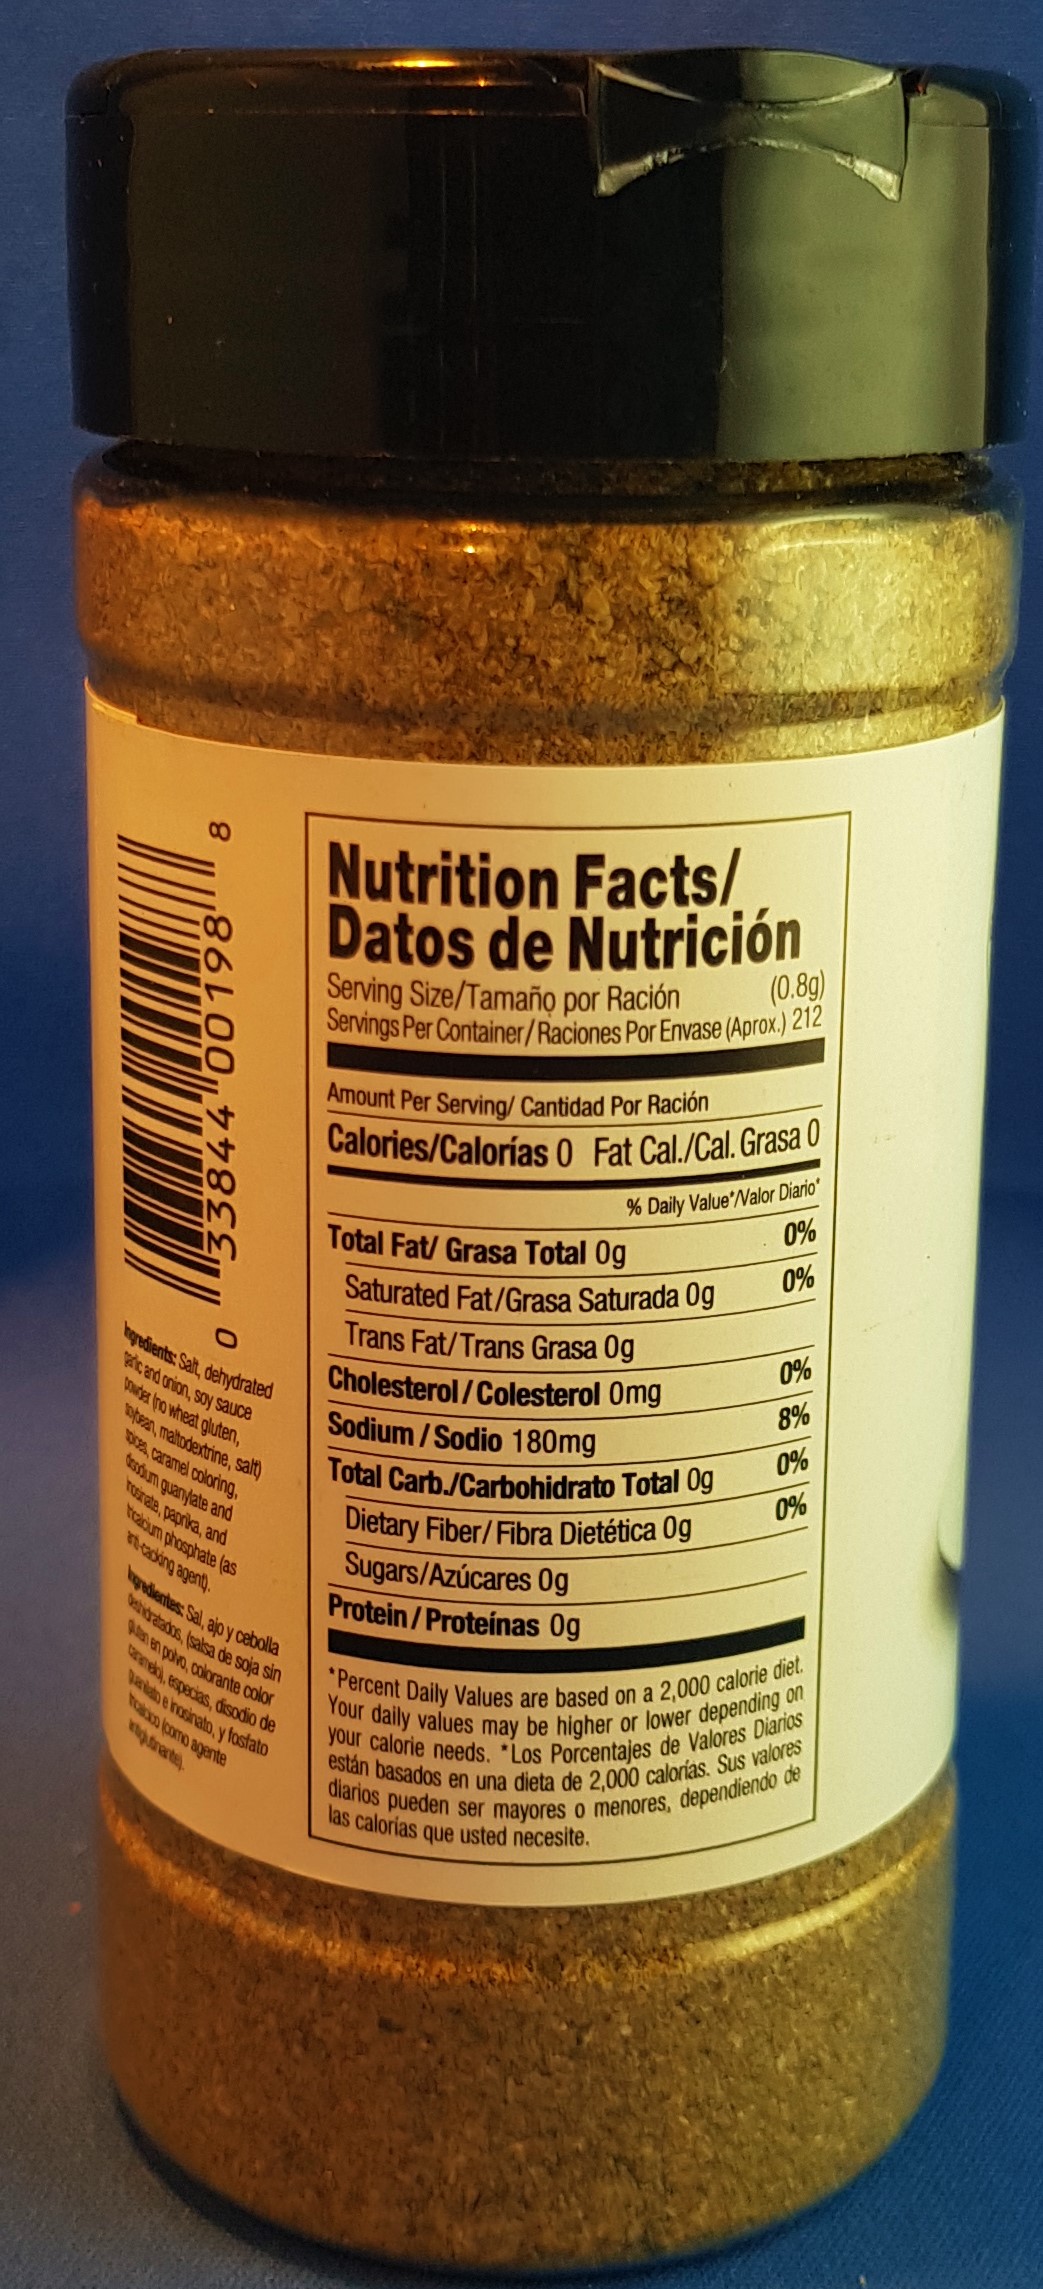 Nutrition Facts/
Datos de Nutrición
Serving Size/Tamaño por Ración (0.8g)
Servings Per Container/Raciones Por Envase (Aprox.) 212
Amount Per Serving/ Cantidad Por Ración
Calories/Calorías 0 Fat Cal./Cal. Grasa 0
% Daily Value*/Valor Diario*
Total Fat/ Grasa Total 0g 0%
Saturated Fat/Grasa Saturada 0g 0%
Trans Fat/Trans Grasa 0g
Cholesterol/Colesterol 0mg 0%
Sodium/Sodio 180mg 8%
Total Carb./Carbohidrato Total 0g 0%
Dietary Fiber/Fibra Dietética 0g 0%
Sugars/Azúcares 0g
Protein/Proteínas 0g
*Percent Daily Values are based on a 2,000 calorie diet.
Your daily values may be higher or lower depending on
your calorie needs. *Los Porcentajes de Valores Diarios
están basados en una dieta de 2,000 calorías. Sus valores
diarios pueden ser mayores o menores, dependiendo de
las calorías que usted necesite.
0 33844 00198 8
Ingredients: Salt, dehydrated
garlic and onion, soy sauce
powder (no wheat gluten,
soybean, maltodextrine, salt)
spices, caramel coloring,
disodium guanylate and
inosinate, paprika, and
tricalcium phosphate (as
anti-cacking agent).
Ingredientes: Sal, ajo y cebolla
deshidratados, (salsa de soja sin
gluten en polvo, colorante color
caramelo), especias, disodio de
guanilato e inosinato, y fosfato
tricálcico (como agente
antiglutinante).